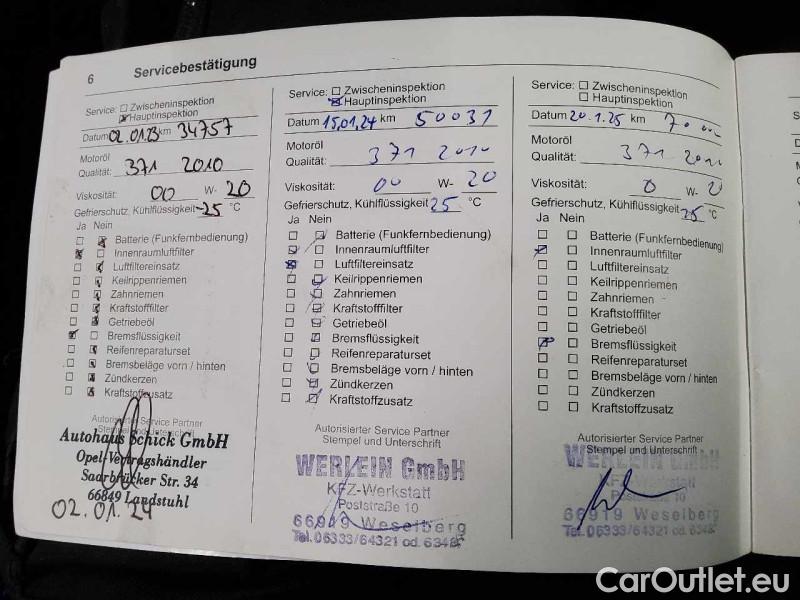 6 Servicebestätigung
Service: Zwischeninspektion
Hauptinspektion
Datum 02.01.23 km 34757
Motoröl
Qualität: 371 2010
Viskosität: 00 W- 20
Gefrierschutz, Kühlflüssigkeit -25 °C
Ja Nein
Batterie (Funkfernbedienung)
Innenraumluftfilter
Luftfiltereinsatz
Keilrippenriemen
Zahnriemen
Kraftstofffilter
Getriebeöl
Bremsflüssigkeit
Reifenreparaturset
Bremsbeläge vorn / hinten
Zündkerzen
Kraftstoffzusatz
Autorisierter Service Partner
Stempel und Unterschrift
Autohaus Schick GmbH
Opel-Vertragshändler
Saarbrücker Str. 34
66849 Landstuhl
02.01.24
Service: Zwischeninspektion
Hauptinspektion
Datum 15.01.24 km 50031
Motoröl
Qualität: 371 2010
Viskosität: 00 W- 20
Gefrierschutz, Kühlflüssigkeit 25 °C
Ja Nein
Batterie (Funkfernbedienung)
Innenraumluftfilter
Luftfiltereinsatz
Keilrippenriemen
Zahnriemen
Kraftstofffilter
Getriebeöl
Bremsflüssigkeit
Reifenreparaturset
Bremsbeläge vorn / hinten
Zündkerzen
Kraftstoffzusatz
Autorisierter Service Partner
Stempel und Unterschrift
WERLEIN GmbH
KFZ-Werkstatt
Poststraße 10
66919 Weselberg
Tel. 06333/64321 od. 6348
Service: Zwischeninspektion
Hauptinspektion
Datum 20.1.25 km
Motoröl
Qualität: 371 2010
Viskosität: 0 W-
Gefrierschutz, Kühlflüssigkeit 25 °C
Ja Nein
Batterie (Funkfernbedienung)
Innenraumluftfilter
Luftfiltereinsatz
Keilrippenriemen
Zahnriemen
Kraftstofffilter
Getriebeöl
Bremsflüssigkeit
Reifenreparaturset
Bremsbeläge vorn / hinten
Zündkerzen
Kraftstoffzusatz
Autorisierter Service Partner
Stempel und Unterschrift
WERLEIN GmbH
KFZ-Werkstatt
Poststraße 10
66919 Weselberg
Tel. 06333/64321 od. 6348
CarOutlet.eu